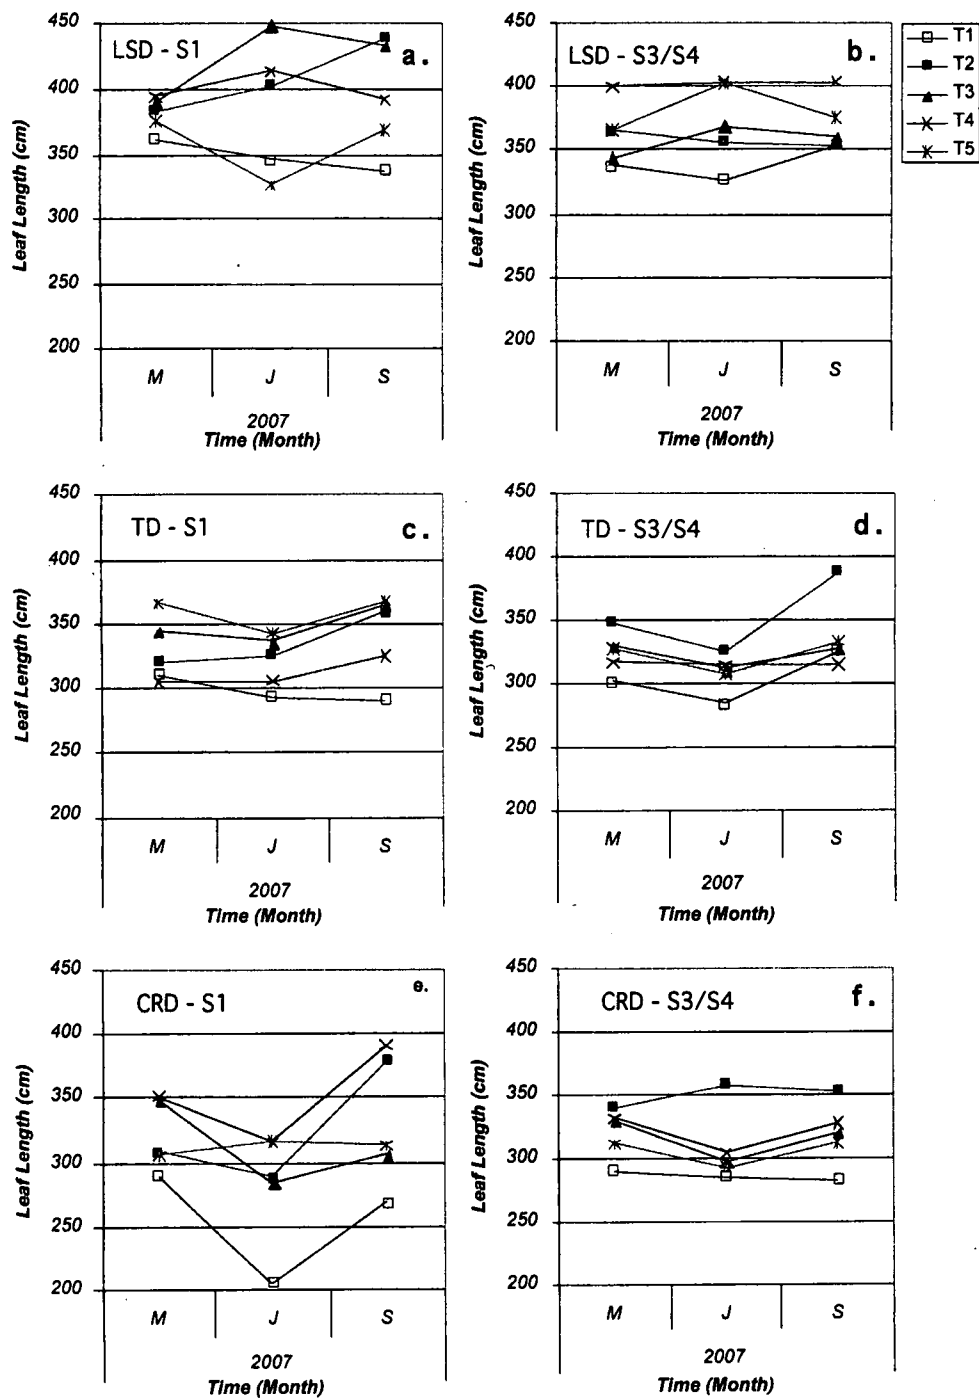 LSD - S1
a.
450
400
350
300
250
200
Leaf Length (cm)
M J S
2007
Time (Month)
LSD - S3/S4
b.
450
400
350
300
250
200
Leaf Length (cm)
M J S
2007
Time (Month)
T1
T2
T3
T4
T5
TD - S1
c.
450
400
350
300
250
200
Leaf Length (cm)
M J S
2007
Time (Month)
TD - S3/S4
d.
450
400
350
300
250
200
Leaf Length (cm)
M J S
2007
Time (Month)
CRD - S1
e.
450
400
350
300
250
200
Leaf Length (cm)
M J S
2007
Time (Month)
CRD - S3/S4
f.
450
400
350
300
250
200
Leaf Length (cm)
M J S
2007
Time (Month)